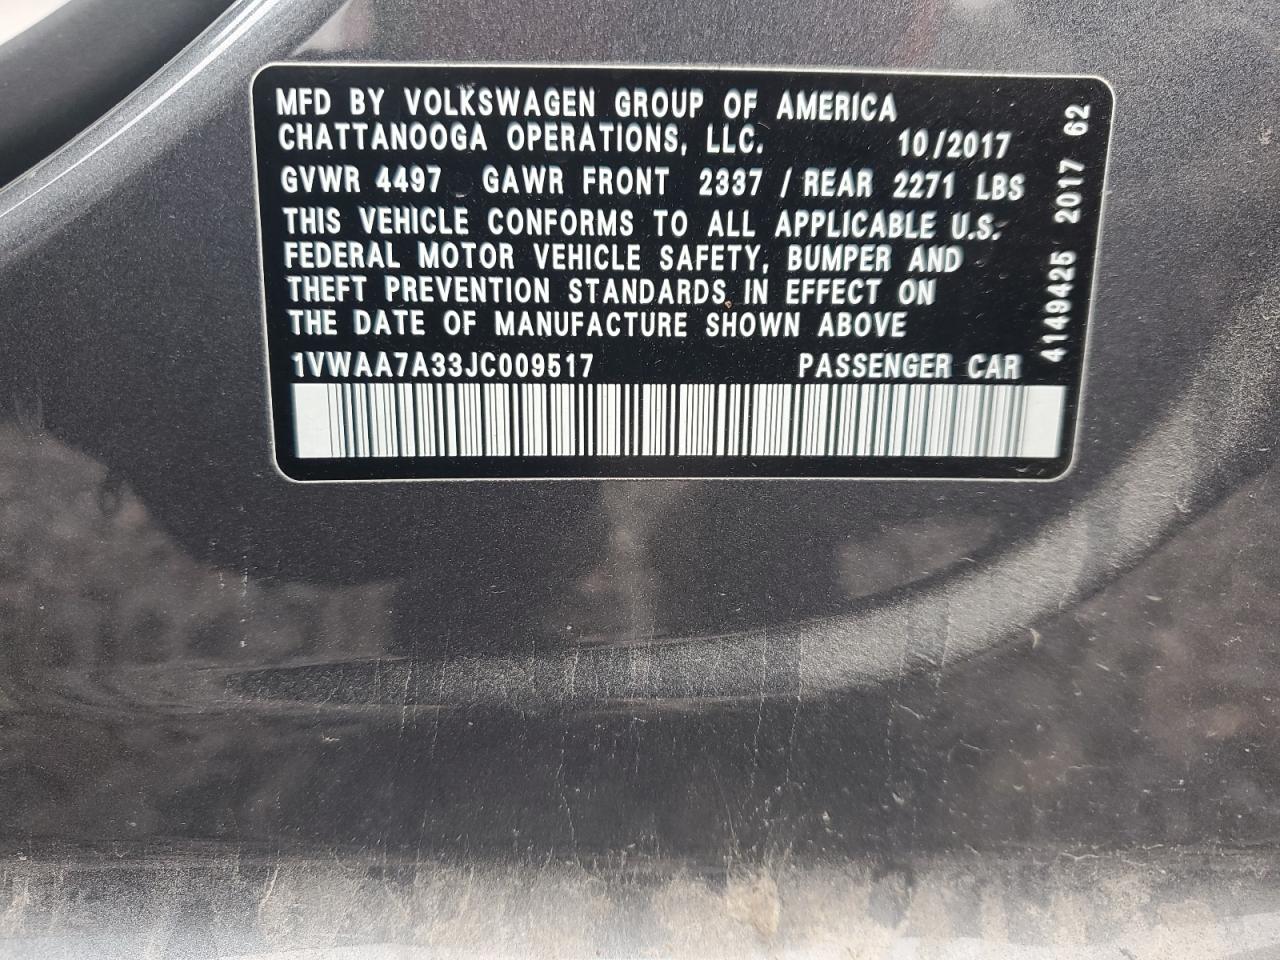 MFD BY VOLKSWAGEN GROUP OF AMERICA
CHATTANOOGA OPERATIONS, LLC. 10/2017
GVWR 4497 GAWR FRONT 2337 / REAR 2271 LBS
THIS VEHICLE CONFORMS TO ALL APPLICABLE U.S.
FEDERAL MOTOR VEHICLE SAFETY, BUMPER AND
THEFT PREVENTION STANDARDS IN EFFECT ON
THE DATE OF MANUFACTURE SHOWN ABOVE
1VWAA7A33JC009517 PASSENGER CAR
4149425 2017 62